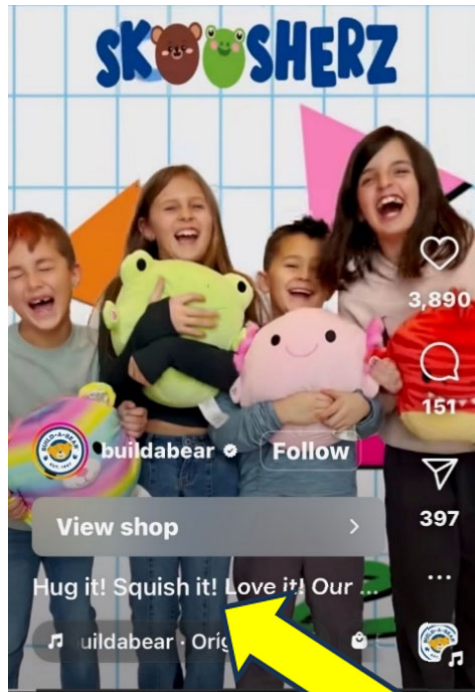 SKOOSHERZ
3,890
151
buildabear
Follow
397
View shop
Hug it! Squish it! Love it! Our ...
uildabear · Orig